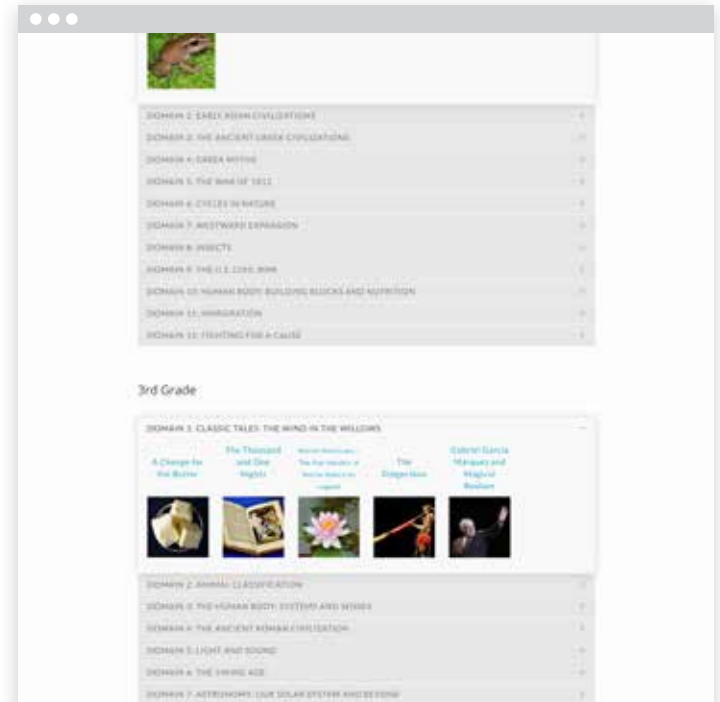 DOMAIN 2: EARLY ASIAN CIVILIZATIONS
DOMAIN 3: THE ANCIENT GREEK CIVILIZATIONS
DOMAIN 4: GREEK MYTHS
DOMAIN 5: THE WAR OF 1812
DOMAIN 6: CYCLES IN NATURE
DOMAIN 7: WESTWARD EXPANSION
DOMAIN 8: INSECTS
DOMAIN 9: THE U.S. CIVIL WAR
DOMAIN 10: HUMAN BODY: BUILDING BLOCKS AND NUTRITION
DOMAIN 11: IMMIGRATION
DOMAIN 12: FIGHTING FOR A CAUSE
3rd Grade
DOMAIN 1: CLASSIC TALES: THE WIND IN THE WILLOWS
A Change for
the Better
The Thousand
and One
Nights
The
Gabriel García
Márquez and
Magical
Realism
DOMAIN 2: ANIMAL CLASSIFICATION
DOMAIN 3: THE HUMAN BODY: SYSTEMS AND SENSES
DOMAIN 4: THE ANCIENT ROMAN CIVILIZATION
DOMAIN 5: LIGHT AND SOUND
DOMAIN 6: THE VIKING AGE
DOMAIN 7: ASTRONOMY: OUR SOLAR SYSTEM AND BEYOND